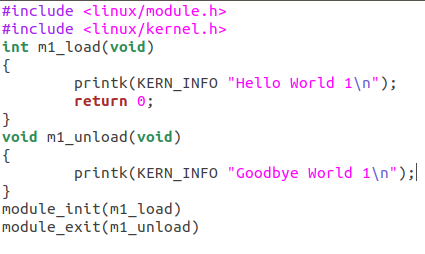 #include <linux/module.h>
#include <linux/kernel.h>
int m1_load(void)
{
        printk(KERN_INFO "Hello World 1\n");
        return 0;
}
void m1_unload(void)
{
        printk(KERN_INFO "Goodbye World 1\n");
}
module_init(m1_load)
module_exit(m1_unload)